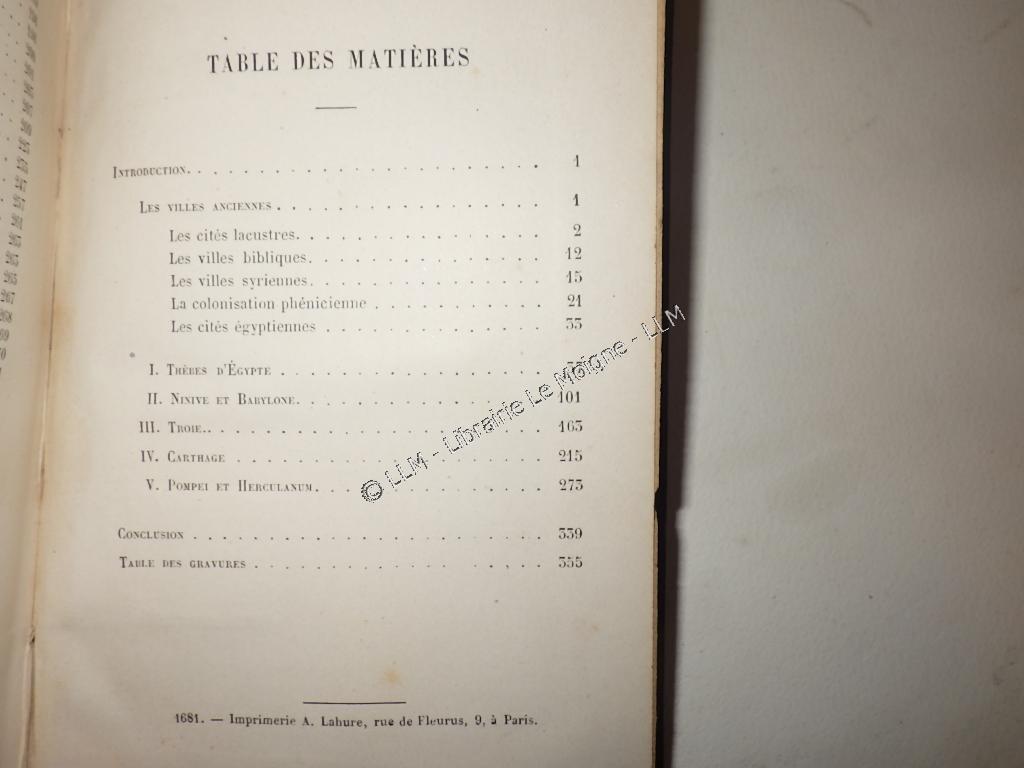 TABLE DES MATIÈRES
INTRODUCTION. . . . . . . . . . . . . . . . . . . . . . . 1
LES VILLES ANCIENNES . . . . . . . . . . . . . . . . . . 1
Les cités lacustres. . . . . . . . . . . . . . . . . 2
Les villes bibliques. . . . . . . . . . . . . . . . 12
Les villes syriennes. . . . . . . . . . . . . . . . 15
La colonisation phénicienne . . . . . . . . . . . 21
Les cités égyptiennes . . . . . . . . . . . . . . . 33
I. THÈBES D'ÉGYPTE . . . . . . . . . . . . . . . . . .
II. NINIVE ET BABYLONE. . . . . . . . . . . . . . . . 101
III. TROIE. . . . . . . . . . . . . . . . . . . . . . . 163
IV. CARTHAGE . . . . . . . . . . . . . . . . . . . . . 215
V. POMPEI ET HERCULANUM. . . . . . . . . . . . . . . 273
CONCLUSION . . . . . . . . . . . . . . . . . . . . . . . 339
TABLE DES GRAVURES . . . . . . . . . . . . . . . . . . 355
1681. — Imprimerie A. Lahure, rue de Fleurus, 9, à Paris.
© LLM - Librairie Le Moigne - LLM